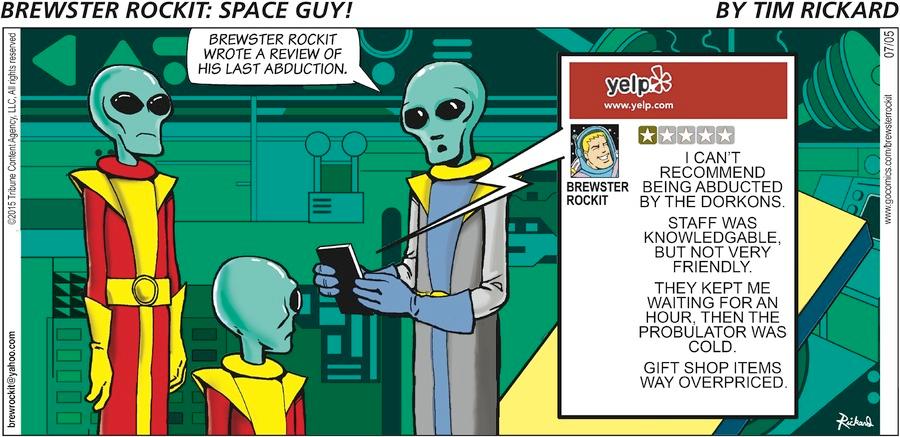 BREWSTER ROCKIT: SPACE GUY!
BY TIM RICKARD
©2015 Tribune Content Agency, LLC, All rights reserved
brewrockit@yahoo.com
BREWSTER ROCKIT
WROTE A REVIEW OF
HIS LAST ABDUCTION.
yelp
www.yelp.com
BREWSTER
ROCKIT
I CAN'T
RECOMMEND
BEING ABDUCTED
BY THE DORKONS.
STAFF WAS
KNOWLEDGABLE,
BUT NOT VERY
FRIENDLY.
THEY KEPT ME
WAITING FOR AN
HOUR, THEN THE
PROBULATOR WAS
COLD.
GIFT SHOP ITEMS
WAY OVERPRICED.
07/05
www.gocomics.com/brewsterrockit
Rickard